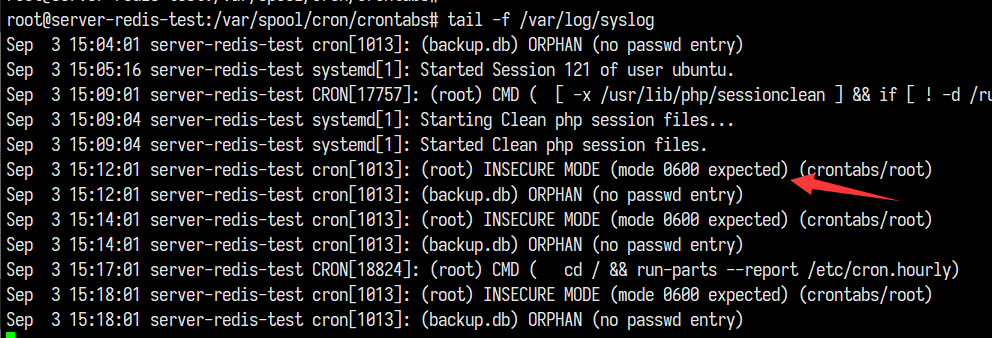 root@server-redis-test:/var/spool/cron/crontabs#
root@server-redis-test:/var/spool/cron/crontabs# tail -f /var/log/syslog
Sep  3 15:04:01 server-redis-test cron[1013]: (backup.db) ORPHAN (no passwd entry)
Sep  3 15:05:16 server-redis-test systemd[1]: Started Session 121 of user ubuntu.
Sep  3 15:09:01 server-redis-test CRON[17757]: (root) CMD (  [ -x /usr/lib/php/sessionclean ] && if [ ! -d /ru
Sep  3 15:09:04 server-redis-test systemd[1]: Starting Clean php session files...
Sep  3 15:09:04 server-redis-test systemd[1]: Started Clean php session files.
Sep  3 15:12:01 server-redis-test cron[1013]: (root) INSECURE MODE (mode 0600 expected) (crontabs/root)
Sep  3 15:12:01 server-redis-test cron[1013]: (backup.db) ORPHAN (no passwd entry)
Sep  3 15:14:01 server-redis-test cron[1013]: (root) INSECURE MODE (mode 0600 expected) (crontabs/root)
Sep  3 15:14:01 server-redis-test cron[1013]: (backup.db) ORPHAN (no passwd entry)
Sep  3 15:17:01 server-redis-test CRON[18824]: (root) CMD (   cd / && run-parts --report /etc/cron.hourly)
Sep  3 15:18:01 server-redis-test cron[1013]: (root) INSECURE MODE (mode 0600 expected) (crontabs/root)
Sep  3 15:18:01 server-redis-test cron[1013]: (backup.db) ORPHAN (no passwd entry)